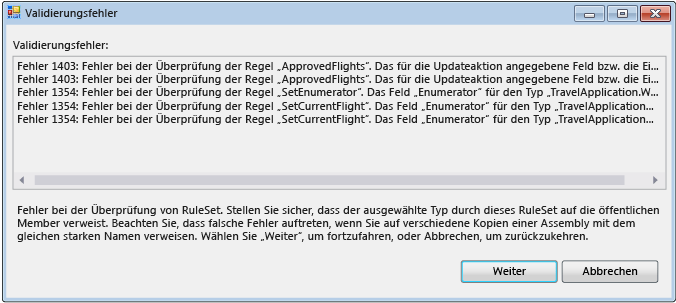 Validierungsfehler
Validierungsfehler:
Fehler 1403: Fehler bei der Überprüfung der Regel „ApprovedFlights“. Das für die Updateaktion angegebene Feld bzw. die Ei...
Fehler 1403: Fehler bei der Überprüfung der Regel „ApprovedFlights“. Das für die Updateaktion angegebene Feld bzw. die Ei...
Fehler 1354: Fehler bei der Überprüfung der Regel „SetEnumerator“. Das Feld „Enumerator“ für den Typ „TravelApplication.W...
Fehler 1354: Fehler bei der Überprüfung der Regel „SetCurrentFlight“. Das Feld „Enumerator“ für den Typ „TravelApplication...
Fehler 1354: Fehler bei der Überprüfung der Regel „SetCurrentFlight“. Das Feld „Enumerator“ für den Typ „TravelApplication...
Fehler bei der Überprüfung von RuleSet. Stellen Sie sicher, dass der ausgewählte Typ durch dieses RuleSet auf die öffentlichen
Member verweist. Beachten Sie, dass falsche Fehler auftreten, wenn Sie auf verschiedene Kopien einer Assembly mit dem
gleichen starken Namen verweisen. Wählen Sie „Weiter“, um fortzufahren, oder Abbrechen, um zurückzukehren.
Weiter
Abbrechen